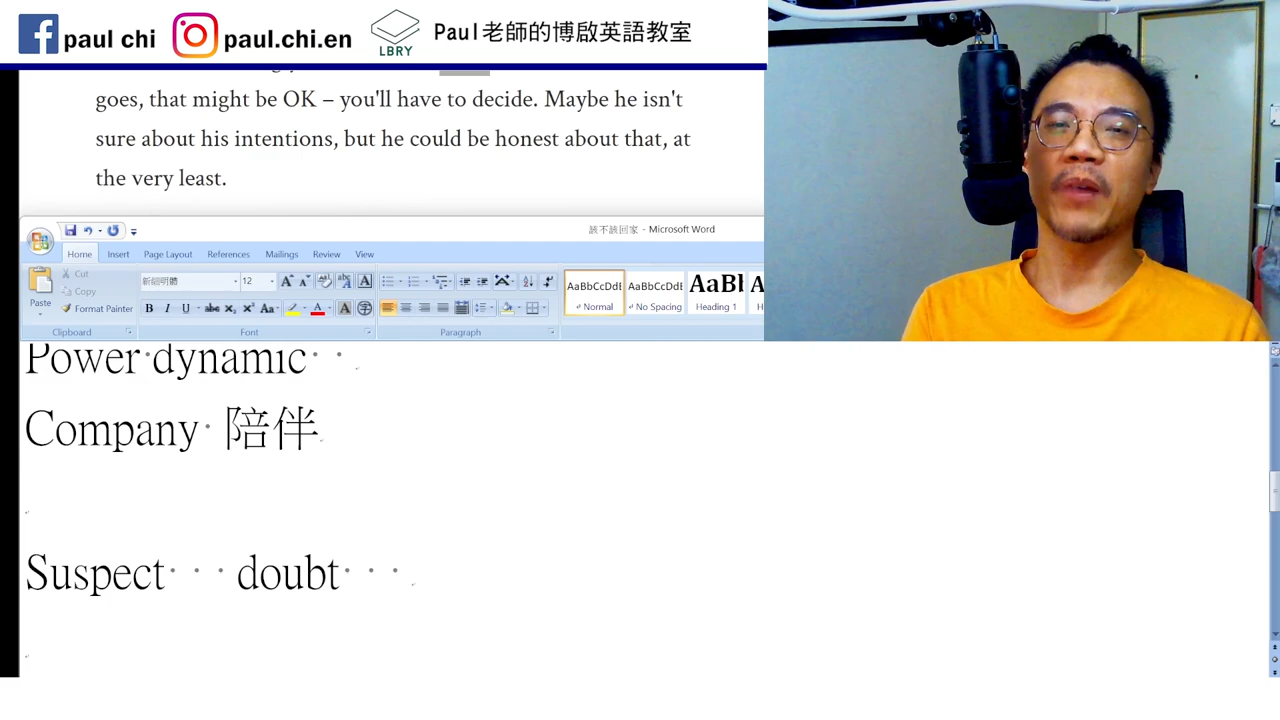 paul chi paul.chi.en LBRY Paul老師的博啟英語教室
goes, that might be OK – you'll have to decide. Maybe he isn't
sure about his intentions, but he could be honest about that, at
the very least.
該不該回家 - Microsoft Word
Home Insert Page Layout References Mailings Review View
Paste
Cut
Copy
Format Painter
Clipboard
新細明體 12
Font
Paragraph
AaBbCcDdE AaBbCcDdE AaBb
Normal No Spacing Heading 1
Power dynamic
Company 陪伴
Suspect doubt